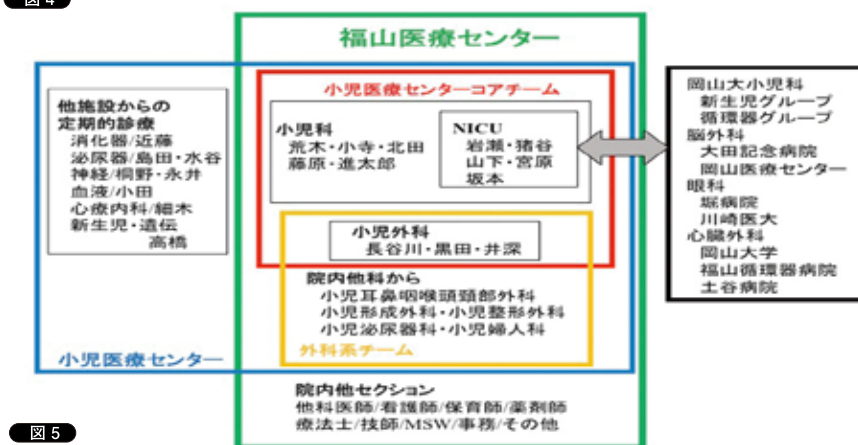 図4
福山医療センター
小児医療センターコアチーム
他施設からの
定期的診療
消化器/近藤
泌尿器/島田・水谷
神経/桐野・永井
血液/小田
心療内科/細木
新生児・遺伝
高橋
小児科
荒木・小寺・北田
藤原・進太郎
NICU
岩瀬・猪谷
山下・宮原
坂本
小児外科
長谷川・黒田・井深
院内他科から
小児耳鼻咽喉頭頸部外科
小児形成外科・小児整形外科
小児泌尿器科・小児婦人科
外科系チーム
小児医療センター
院内他セクション
他科医師/看護師/保育師/薬剤師
療法士/技師/MSW/事務/その他
岡山大小児科
新生児グループ
循環器グループ
脳外科
大田記念病院
岡山医療センター
眼科
堀病院
川崎医大
心臓外科
岡山大学
福山循環器病院
土谷病院
図5